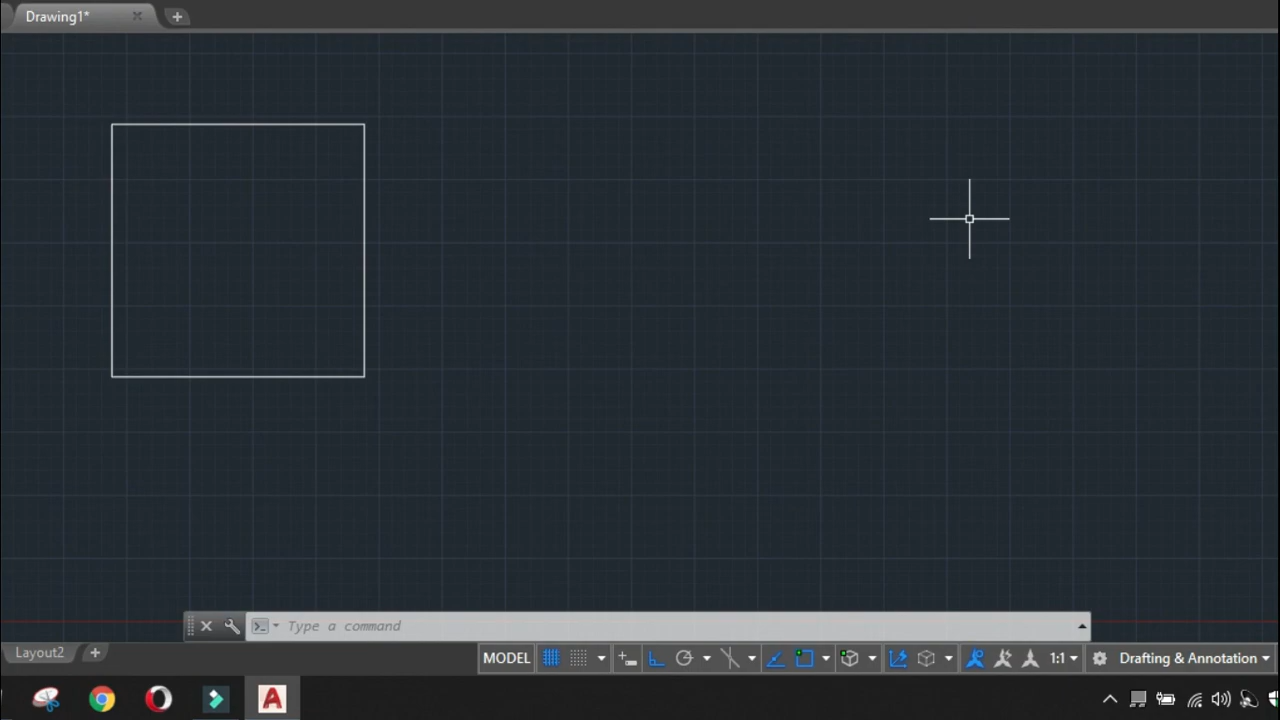 Drawing1*
Type a command
Layout2
MODEL
1:1
Drafting & Annotation